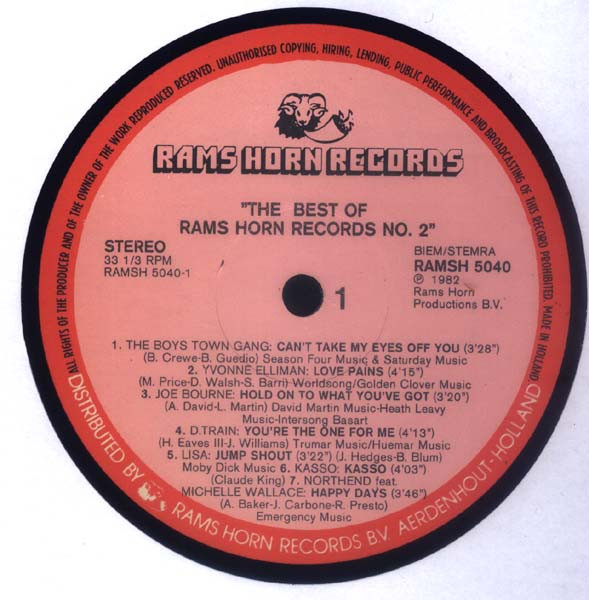 ALL RIGHTS OF THE PRODUCER AND OF THE OWNER OF THE WORK REPRODUCED RESERVED. UNAUTHORISED COPYING, HIRING, LENDING, PUBLIC PERFORMANCE AND BROADCASTING OF THIS RECORD PROHIBITED. MADE IN HOLLAND
RAMS HORN RECORDS
"THE BEST OF
RAMS HORN RECORDS NO. 2"
STEREO
33 1/3 RPM
RAMSH 5040-1
BIEM/STEMRA
RAMSH 5040
℗ 1982
Rams Horn
Productions B.V.
1
1. THE BOYS TOWN GANG: CAN'T TAKE MY EYES OFF YOU (3'28")
(B. Crewe-B. Guedio) Season Four Music & Saturday Music
2. YVONNE ELLIMAN: LOVE PAINS (4'15")
(M. Price-D. Walsh-S. Barri) Worldsong/Golden Clover Music
3. JOE BOURNE: HOLD ON TO WHAT YOU'VE GOT (3'20")
(A. David-L. Martin) David Martin Music-Heath Leavy
Music-Intersong Basart
4. D.TRAIN: YOU'RE THE ONE FOR ME (4'13")
(H. Eaves III-J. Williams) Trumar Music/Huemar Music
5. LISA: JUMP SHOUT (3'22") (J. Hedges-B. Blum)
Moby Dick Music 6. KASSO: KASSO (4'03")
(Claude King) 7. NORTHEND feat.
MICHELLE WALLACE: HAPPY DAYS (3'46")
(A. Baker-J. Carbone-R. Presto)
Emergency Music
DISTRIBUTED BY RAMS HORN RECORDS B.V. AERDENHOUT - HOLLAND